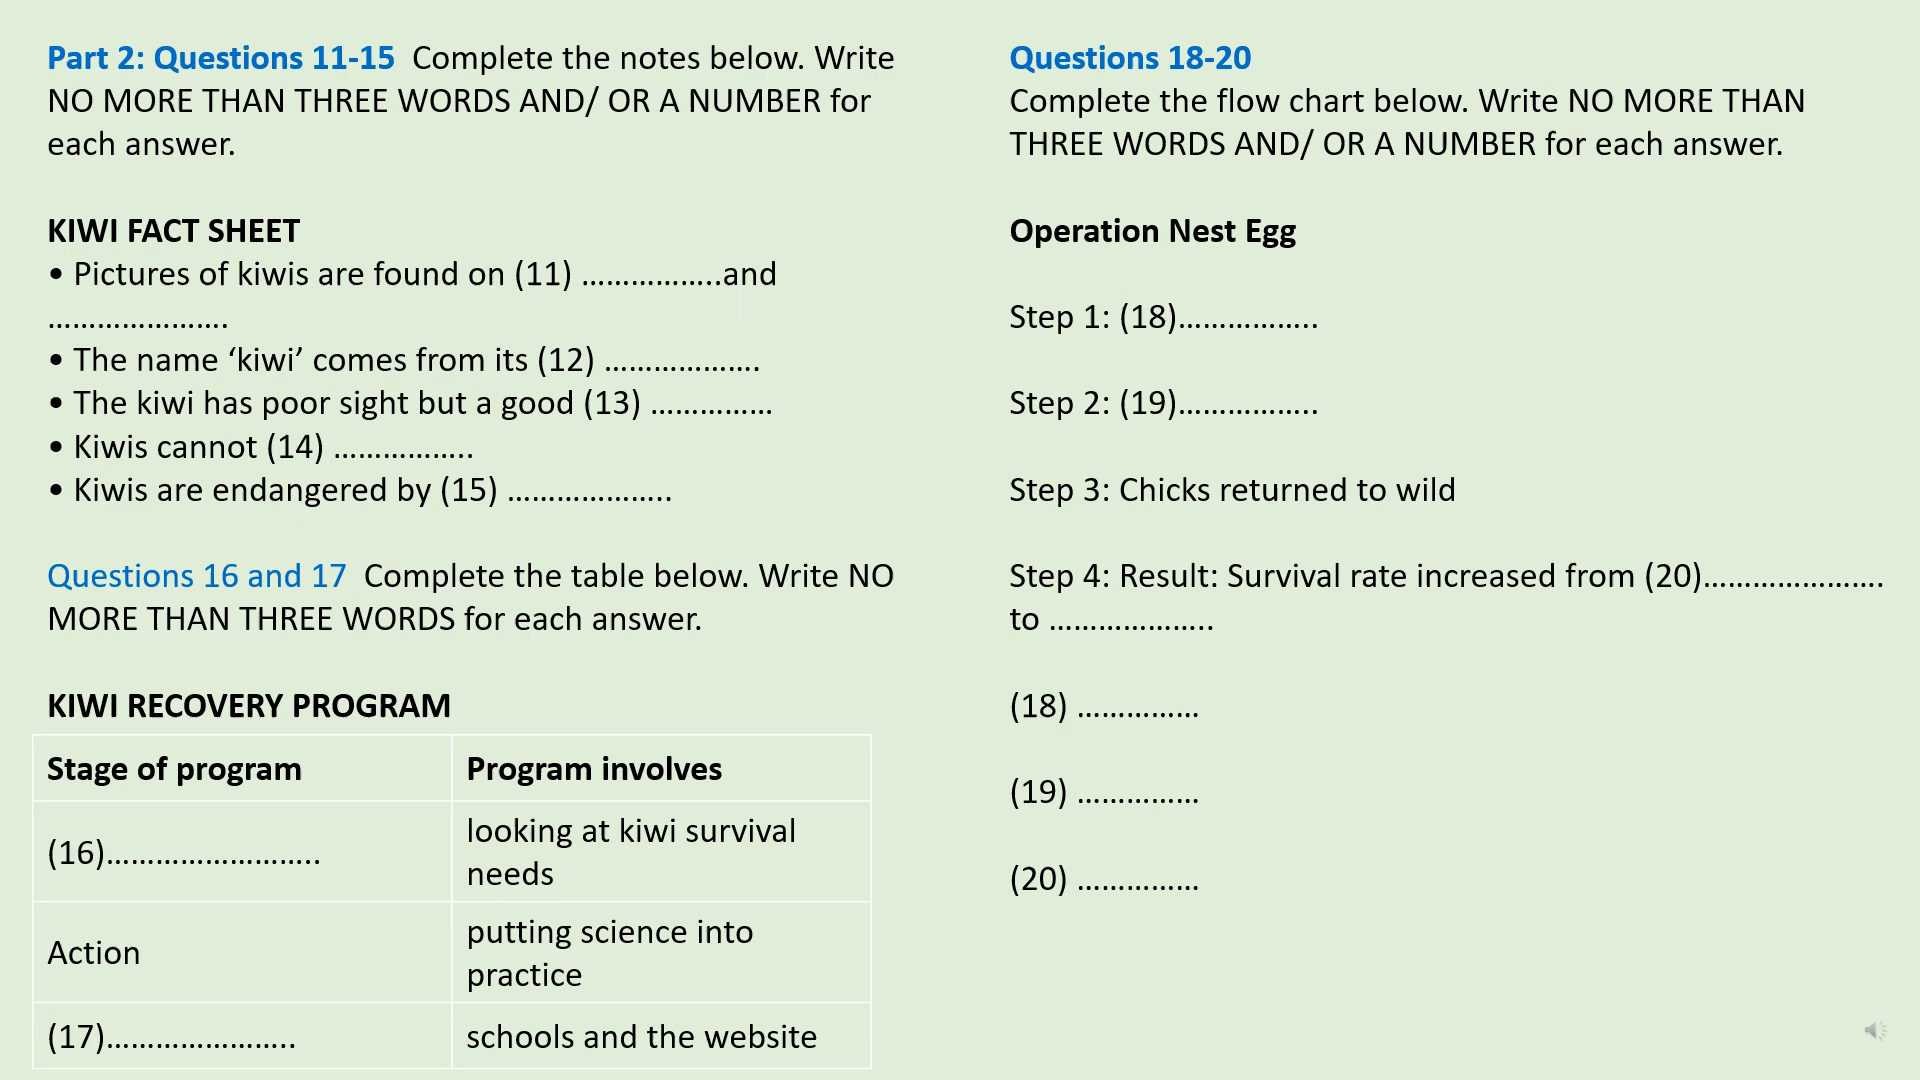 Part 2: Questions 11-15  Complete the notes below. Write
NO MORE THAN THREE WORDS AND/ OR A NUMBER for
each answer.
KIWI FACT SHEET
• Pictures of kiwis are found on (11) ……………..and
………………….
• The name ‘kiwi’ comes from its (12) ……………….
• The kiwi has poor sight but a good (13) ……………
• Kiwis cannot (14) ……………..
• Kiwis are endangered by (15) ………………..
Questions 16 and 17  Complete the table below. Write NO
MORE THAN THREE WORDS for each answer.
KIWI RECOVERY PROGRAM
Stage of program
Program involves
(16)……………………..
looking at kiwi survival
needs
Action
putting science into
practice
(17)…………………..
schools and the website
Questions 18-20
Complete the flow chart below. Write NO MORE THAN
THREE WORDS AND/ OR A NUMBER for each answer.
Operation Nest Egg
Step 1: (18)……………..
Step 2: (19)……………..
Step 3: Chicks returned to wild
Step 4: Result: Survival rate increased from (20)………………….
to ………………..
(18) ……………
(19) ……………
(20) ……………